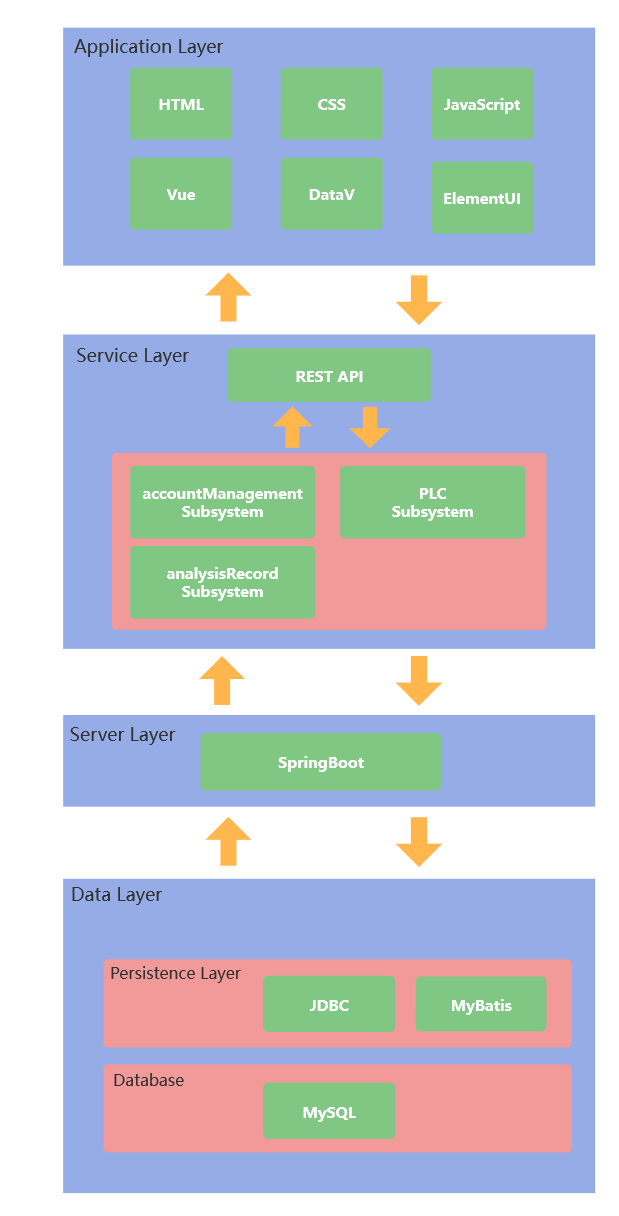 Application Layer
HTML
CSS
JavaScript
Vue
DataV
ElementUI
Service Layer
REST API
accountManagement
Subsystem
PLC
Subsystem
analysisRecord
Subsystem
Server Layer
SpringBoot
Data Layer
Persistence Layer
JDBC
MyBatis
Database
MySQL